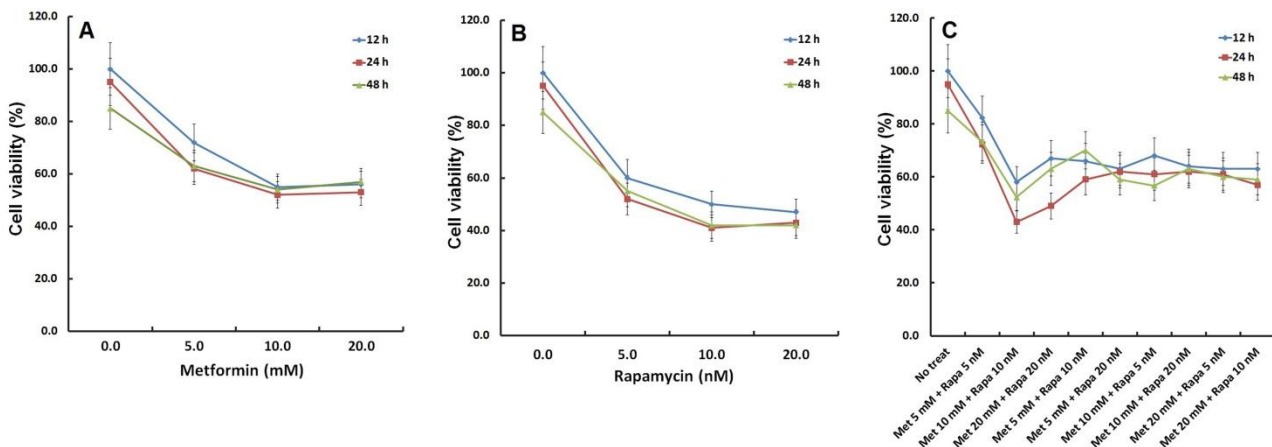 A
120.0
100.0
80.0
60.0
40.0
20.0
0.0
Cell viability (%)
12 h
24 h
48 h
0.0 5.0 10.0 20.0
Metformin (mM)
B
120.0
100.0
80.0
60.0
40.0
20.0
0.0
Cell viability (%)
12 h
24 h
48 h
0.0 5.0 10.0 20.0
Rapamycin (nM)
C
120.0
100.0
80.0
60.0
40.0
20.0
0.0
Cell viability (%)
12 h
24 h
48 h
No treat
Met 5 mM + Rapa 5 nM
Met 10 mM + Rapa 10 nM
Met 20 mM + Rapa 20 nM
Met 5 mM + Rapa 10 nM
Met 5 mM + Rapa 20 nM
Met 10 mM + Rapa 5 nM
Met 10 mM + Rapa 20 nM
Met 20 mM + Rapa 5 nM
Met 20 mM + Rapa 10 nM